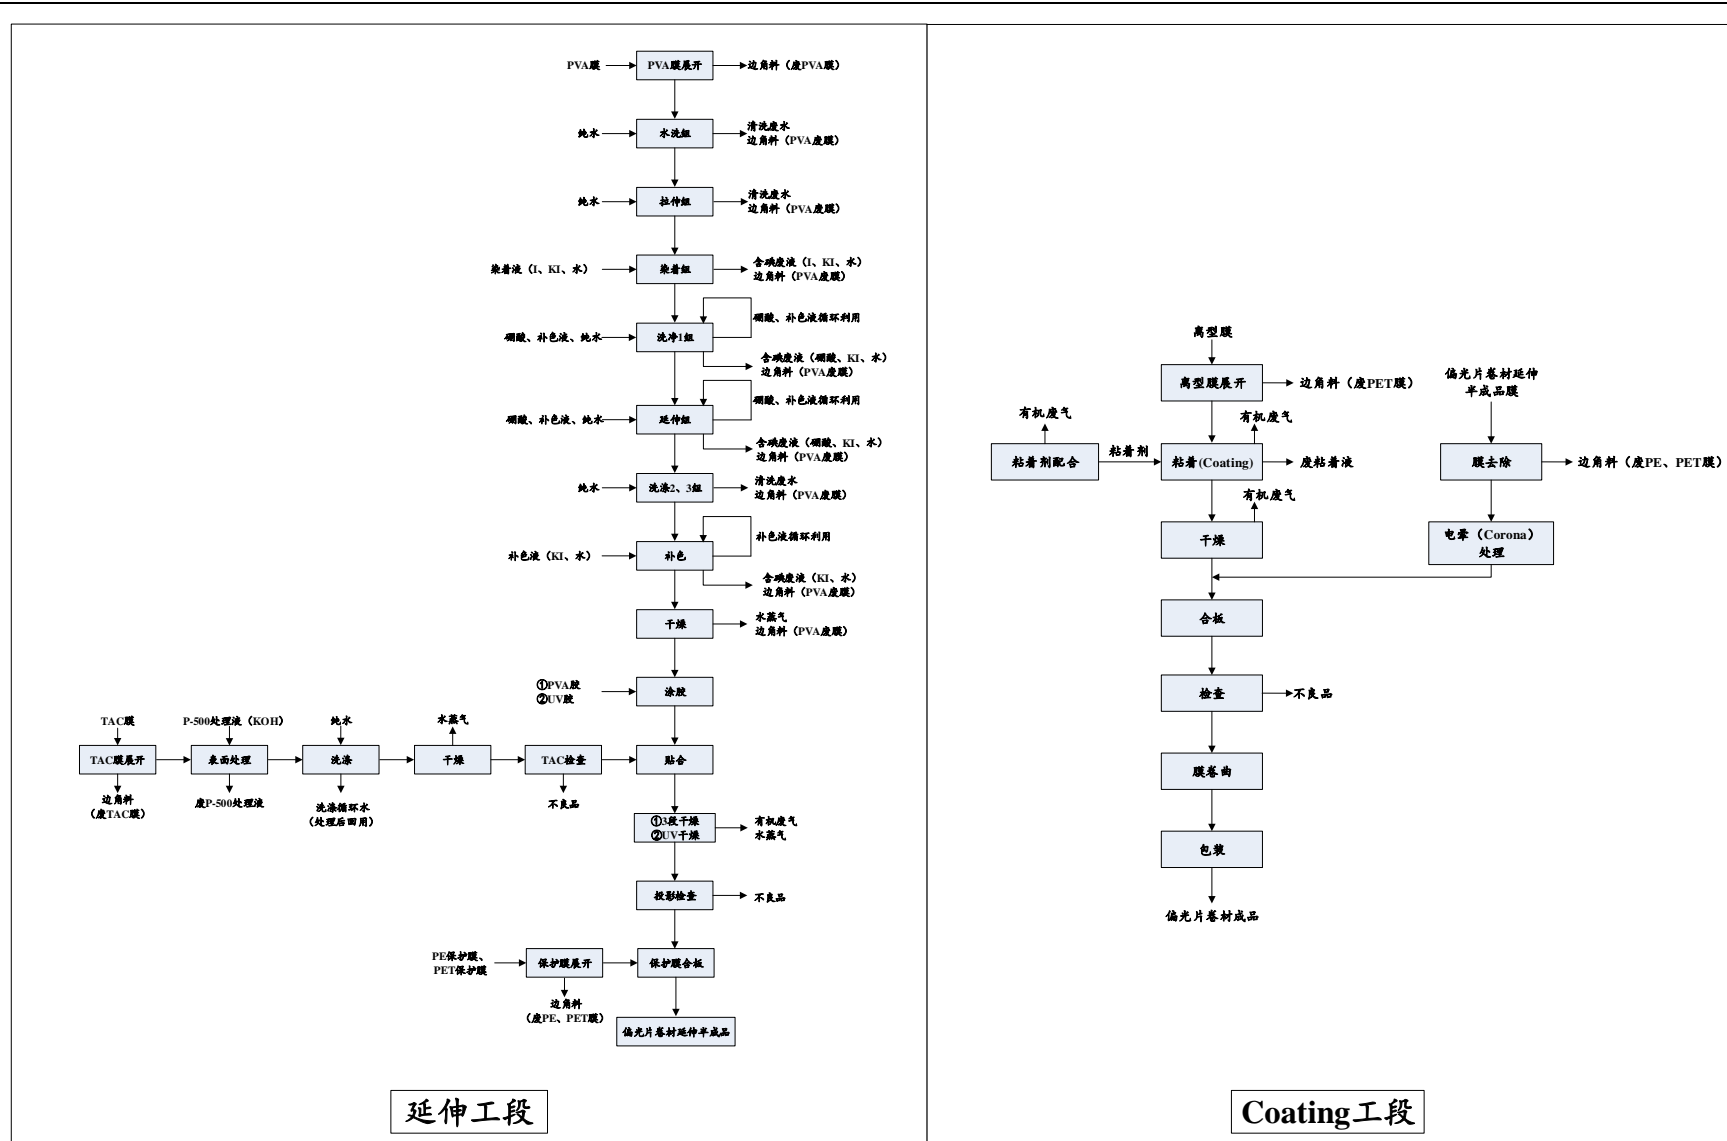 PVA膜
PVA膜展开
边角料（废PVA膜）
纯水
水洗组
清洗废水
边角料（PVA废膜）
纯水
拉伸组
清洗废水
边角料（PVA废膜）
染着液（I、KI、水）
染着组
含碘废液（I、KI、水）
边角料（PVA废膜）
硼酸、补色液循环利用
硼酸、补色液、纯水
洗净1组
含碘废液（硼酸、KI、水）
边角料（PVA废膜）
硼酸、补色液循环利用
硼酸、补色液、纯水
延伸组
含碘废液（硼酸、KI、水）
边角料（PVA废膜）
纯水
洗涤2、3组
清洗废水
边角料（PVA废膜）
补色液循环利用
补色液（KI、水）
补色
含碘废液（KI、水）
边角料（PVA废膜）
干燥
水蒸气
边角料（PVA废膜）
①PVA胶
②UV胶
涂胶
TAC膜
P-500处理液（KOH）
纯水
水蒸气
TAC膜展开
表面处理
洗涤
干燥
TAC检查
贴合
边角料
（废TAC膜）
废P-500处理液
洗涤循环水
（处理后回用）
不良品
①3段干燥
②UV干燥
有机废气
水蒸气
投影检查
不良品
PE保护膜、
PET保护膜
保护膜展开
保护膜合板
边角料
（废PE、PET膜）
偏光片卷材延伸半成品
延伸工段
离型膜
离型膜展开
边角料（废PET膜）
偏光片卷材延伸
半成品膜
有机废气
有机废气
粘着剂配合
粘着剂
粘着(Coating)
废粘着液
膜去除
边角料（废PE、PET膜）
有机废气
干燥
电晕（Corona）
处理
合板
检查
不良品
膜卷曲
包装
偏光片卷材成品
Coating工段